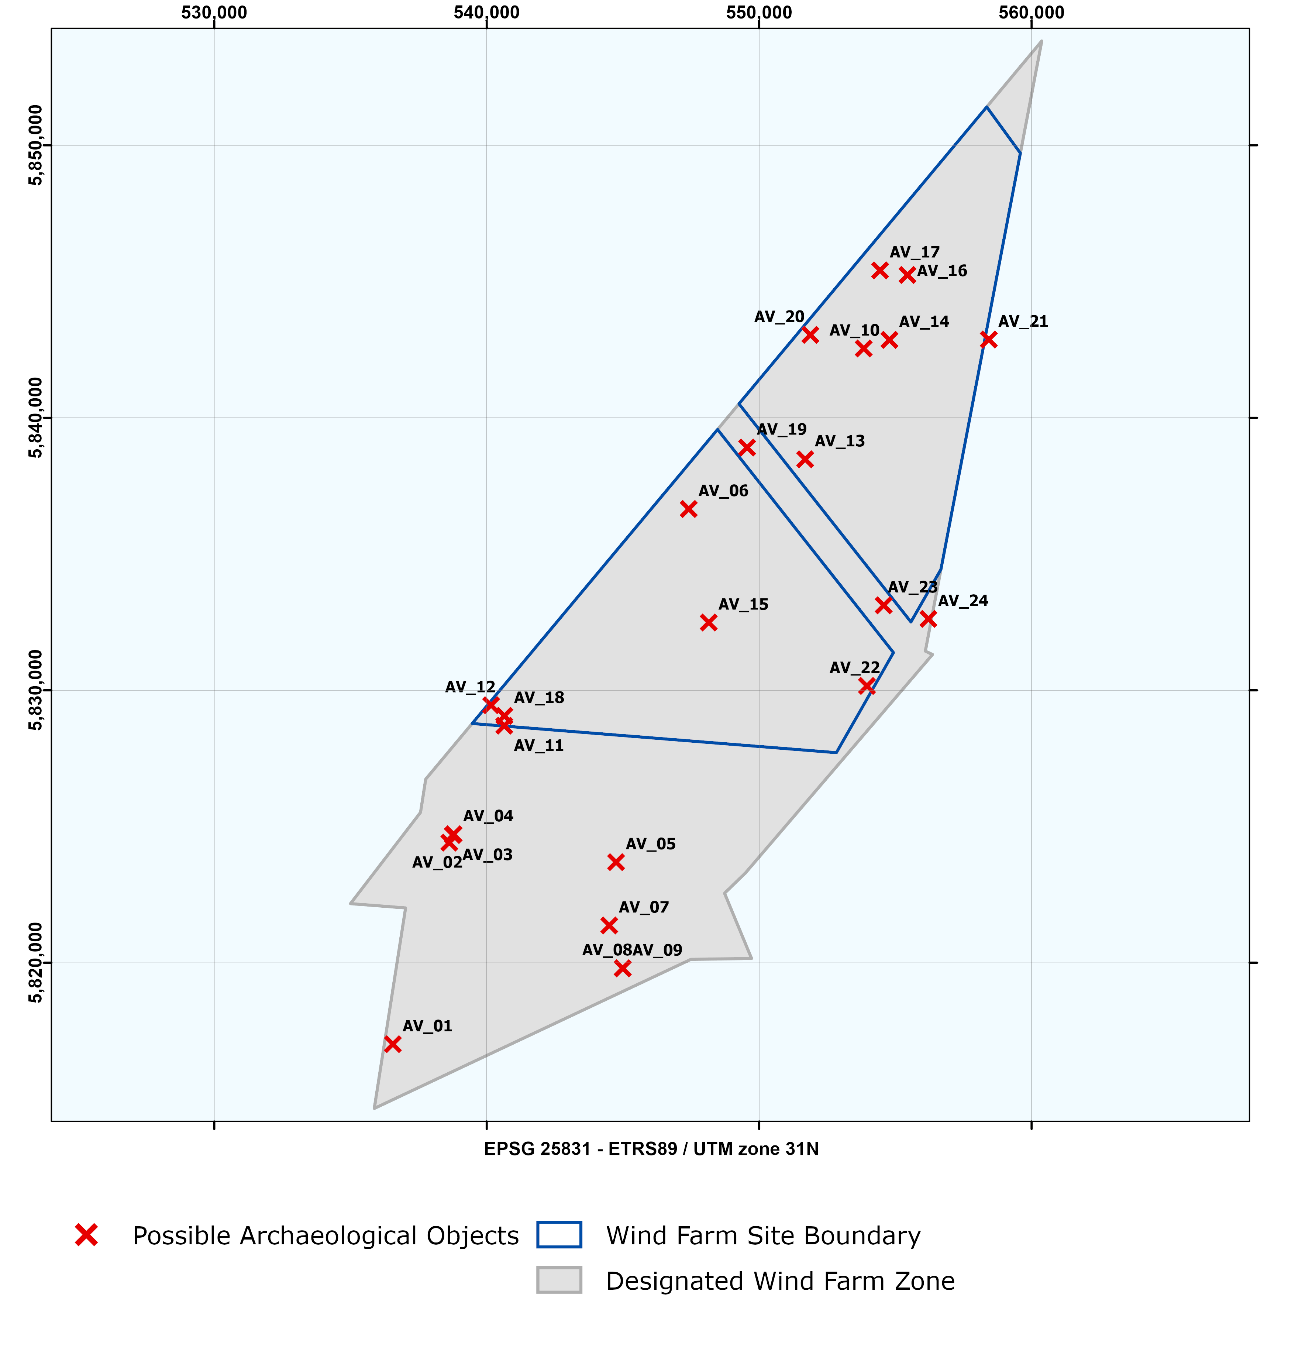 530,000 540,000 550,000 560,000
5,850,000
5,840,000
5,830,000
5,820,000
AV_17
AV_16
AV_20
AV_10
AV_14
AV_21
AV_19
AV_13
AV_06
AV_23
AV_24
AV_15
AV_22
AV_12
AV_18
AV_11
AV_04
AV_02
AV_03
AV_05
AV_07
AV_08 AV_09
AV_01
EPSG 25831 - ETRS89 / UTM zone 31N
Possible Archaeological Objects
Wind Farm Site Boundary
Designated Wind Farm Zone